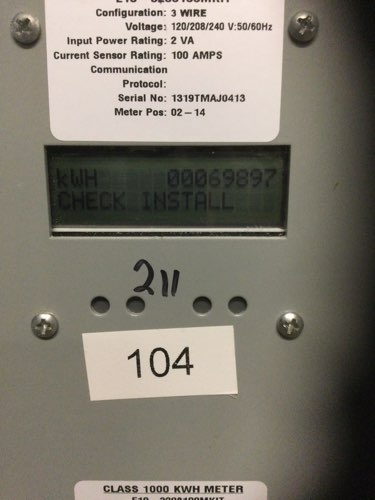 Configuration: 3 WIRE
Voltage: 120/208/240 V:50/60Hz
Input Power Rating: 2 VA
Current Sensor Rating: 100 AMPS
Communication
Protocol:
Serial No: 1319TMAJ0413
Meter Pos: 02-14
kWH 00069897
CHECK INSTALL
211
104
CLASS 1000 KWH METER